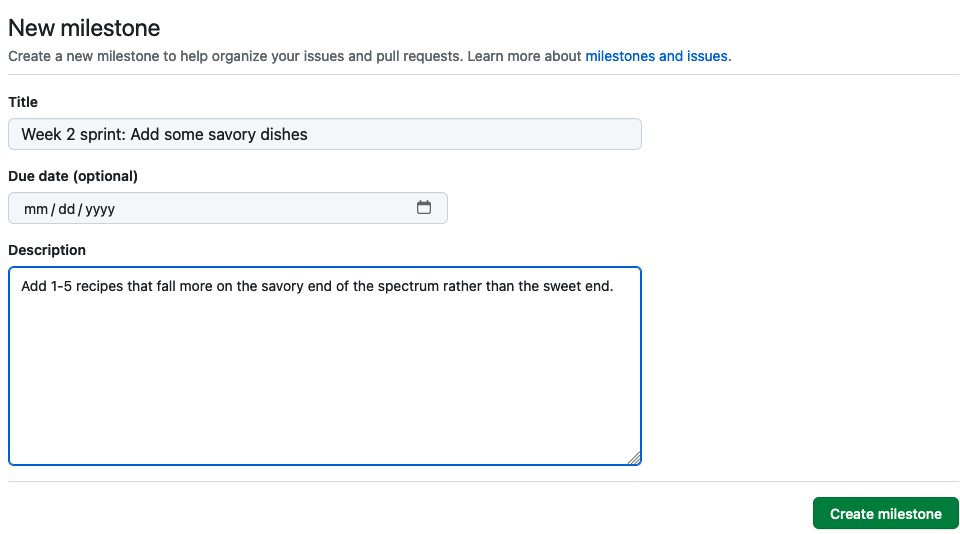 New milestone
Create a new milestone to help organize your issues and pull requests. Learn more about milestones and issues.
Title
Week 2 sprint: Add some savory dishes
Due date (optional)
mm/dd/yyyy
Description
Add 1-5 recipes that fall more on the savory end of the spectrum rather than the sweet end.
Create milestone